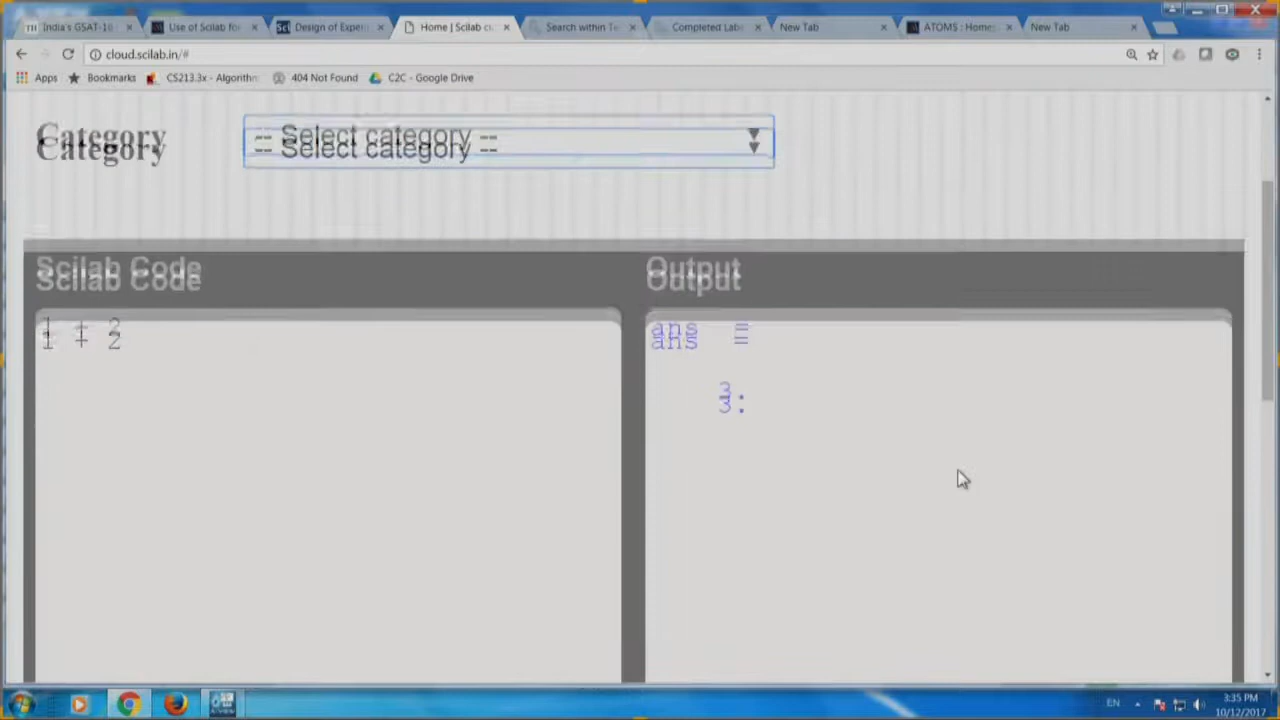 India's GSAT-18
Use of Scilab fo
Design of Experi
Home | Scilab cl
Search within Te
Completed Lab
New Tab
ATOMS : Home
New Tab
cloud.scilab.in/#
Apps
Bookmarks
CS213.3x - Algorithm
404 Not Found
C2C - Google Drive
Category
== Select category ==
Scilab Code
Output
1 + 2
ans =
3.
EN
3:35 PM
10/12/2017